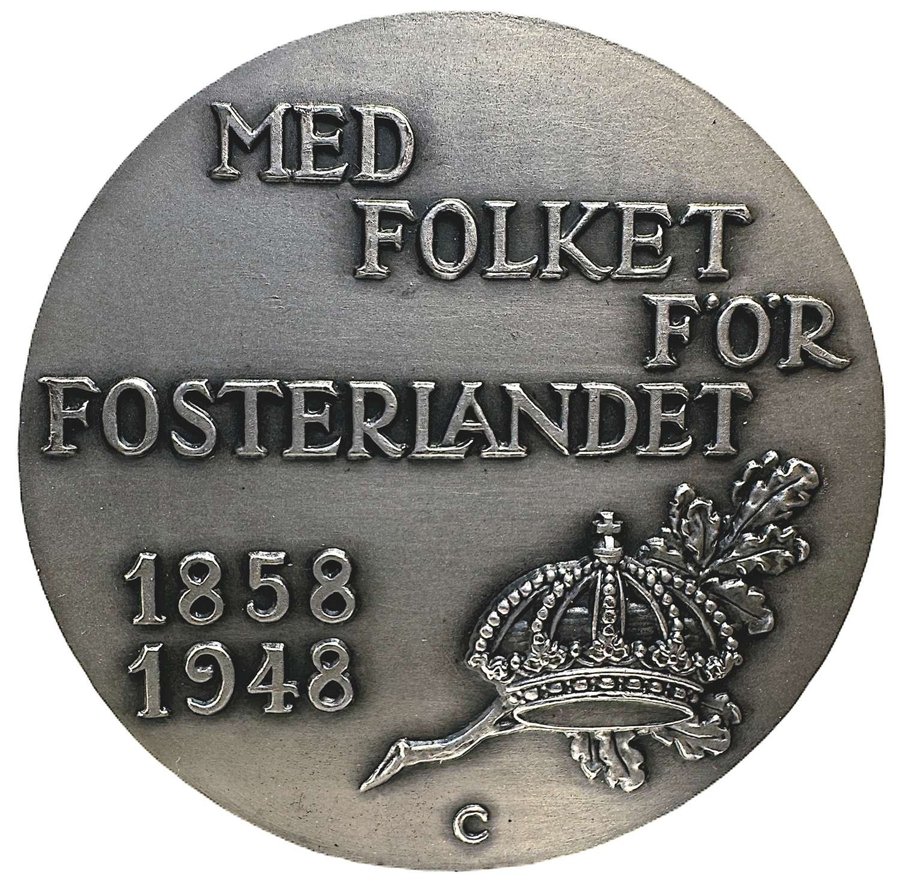 MED
FOLKET
FÖR
FOSTERLANDET
1858
1948
C